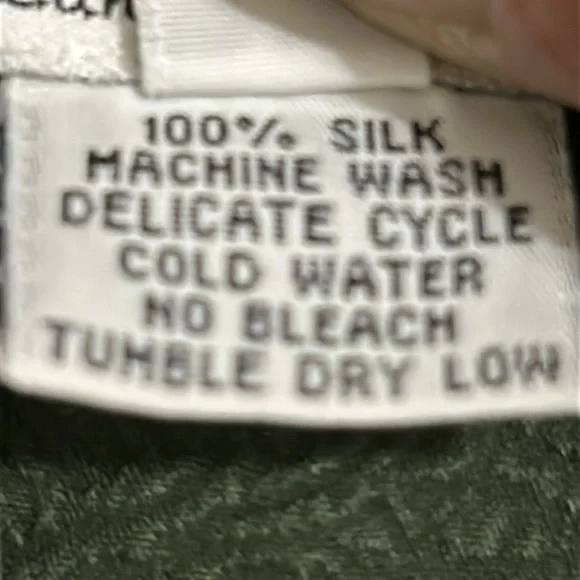 100% SILK
MACHINE WASH
DELICATE CYCLE
COLD WATER
NO BLEACH
TUMBLE DRY LOW